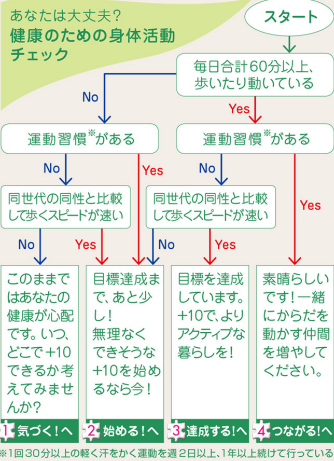 あなたは大丈夫?
健康のための身体活動
チェック
スタート
毎日合計60分以上、
歩いたり動いている
No
Yes
運動習慣※がある
運動習慣※がある
No
Yes
No
Yes
同世代の同性と比較
して歩くスピードが速い
同世代の同性と比較
して歩くスピードが速い
No
Yes
No
Yes
このままで
はあなたの
健康が心配
です。いつ、
どこで+10
できるか考
えてみませ
んか?
目標達成ま
で、あと少
し!
無理なく
できそうな
+10を始め
るなら今!
目標を達成
しています。
+10で、より
アクティブな
暮らしを!
素晴らしい
です!一緒
にからだを
動かす仲間
を増やして
ください。
1 気づく!へ
2 始める!へ
3 達成する!へ
4 つながる!へ
※1回30分以上の軽く汗をかく運動を週2日以上、1年以上続けて行っている